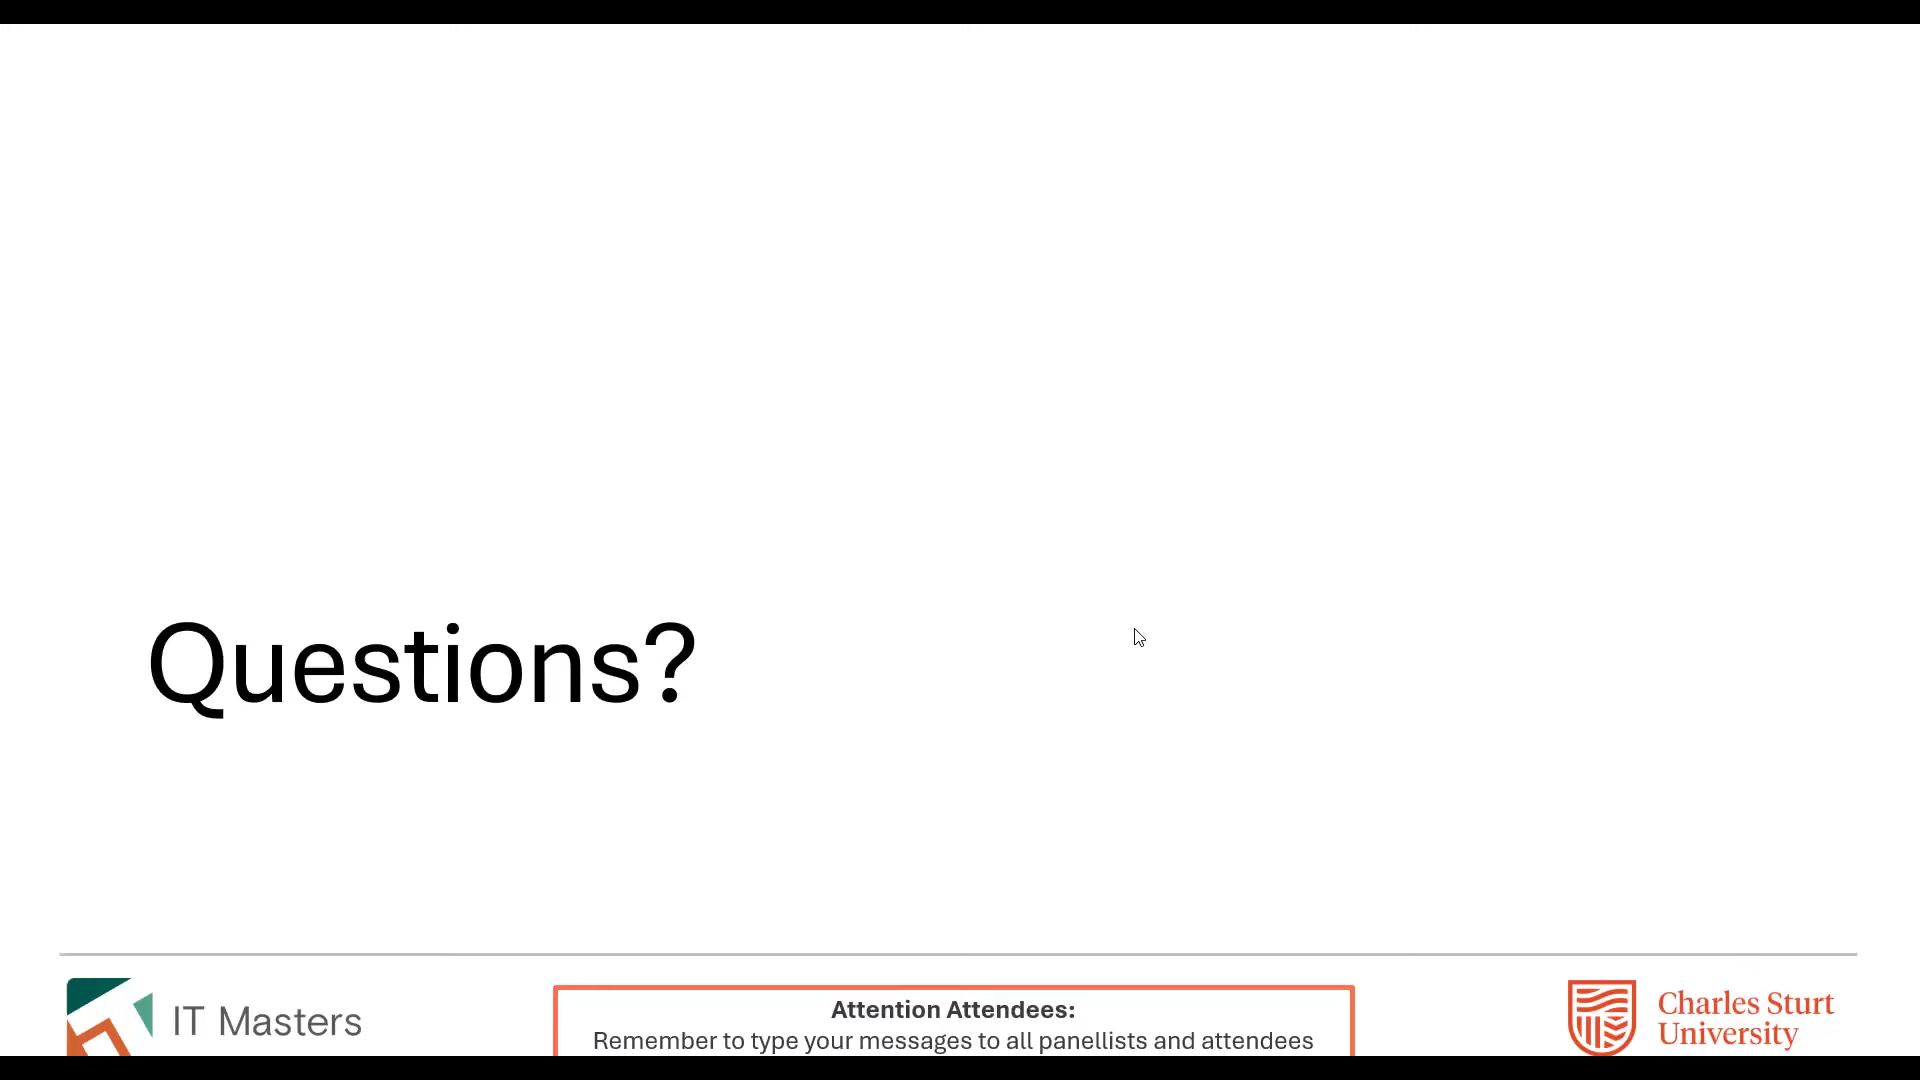 Questions?
IT Masters
Attention Attendees:
Remember to type your messages to all panellists and attendees
Charles Sturt
University